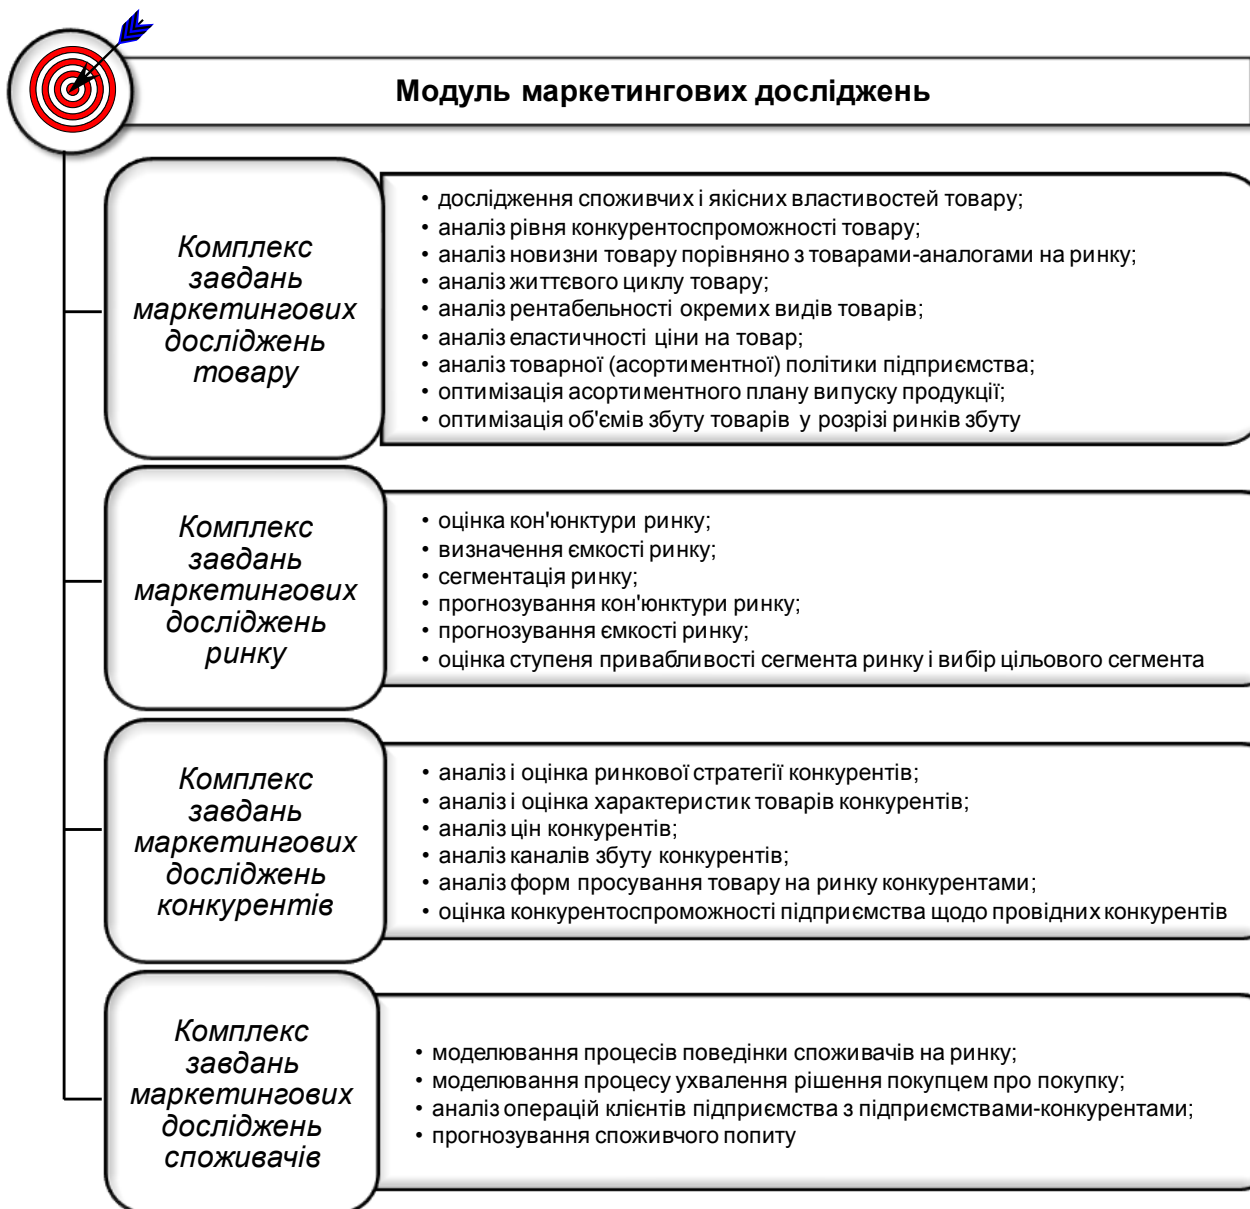 Модуль маркетингових досліджень
Комплекс
завдань
маркетингових
досліджень
товару
• дослідження споживчих і якісних властивостей товару;
• аналіз рівня конкурентоспроможності товару;
• аналіз новизни товару порівняно з товарами-аналогами на ринку;
• аналіз життєвого циклу товару;
• аналіз рентабельності окремих видів товарів;
• аналіз еластичності ціни на товар;
• аналіз товарної (асортиментної) політики підприємства;
• оптимізація асортиментного плану випуску продукції;
• оптимізація об'ємів збуту товарів у розрізі ринків збуту
Комплекс
завдань
маркетингових
досліджень
ринку
• оцінка кон'юнктури ринку;
• визначення ємкості ринку;
• сегментація ринку;
• прогнозування кон'юнктури ринку;
• прогнозування ємкості ринку;
• оцінка ступеня привабливості сегмента ринку і вибір цільового сегмента
Комплекс
завдань
маркетингових
досліджень
конкурентів
• аналіз і оцінка ринкової стратегії конкурентів;
• аналіз і оцінка характеристик товарів конкурентів;
• аналіз цін конкурентів;
• аналіз каналів збуту конкурентів;
• аналіз форм просування товару на ринку конкурентами;
• оцінка конкурентоспроможності підприємства щодо провідних конкурентів
Комплекс
завдань
маркетингових
досліджень
споживачів
• моделювання процесів поведінки споживачів на ринку;
• моделювання процесу ухвалення рішення покупцем про покупку;
• аналіз операцій клієнтів підприємства з підприємствами-конкурентами;
• прогнозування споживчого попиту